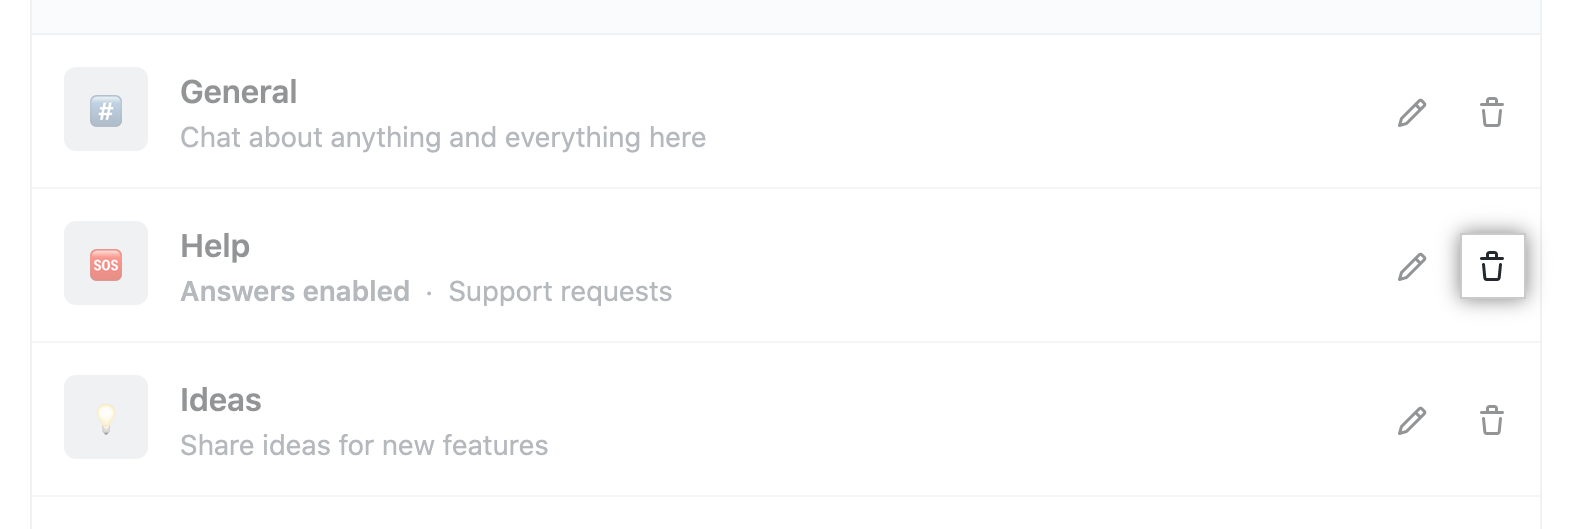 #
General
Chat about anything and everything here
SOS
Help
Answers enabled · Support requests
Ideas
Share ideas for new features